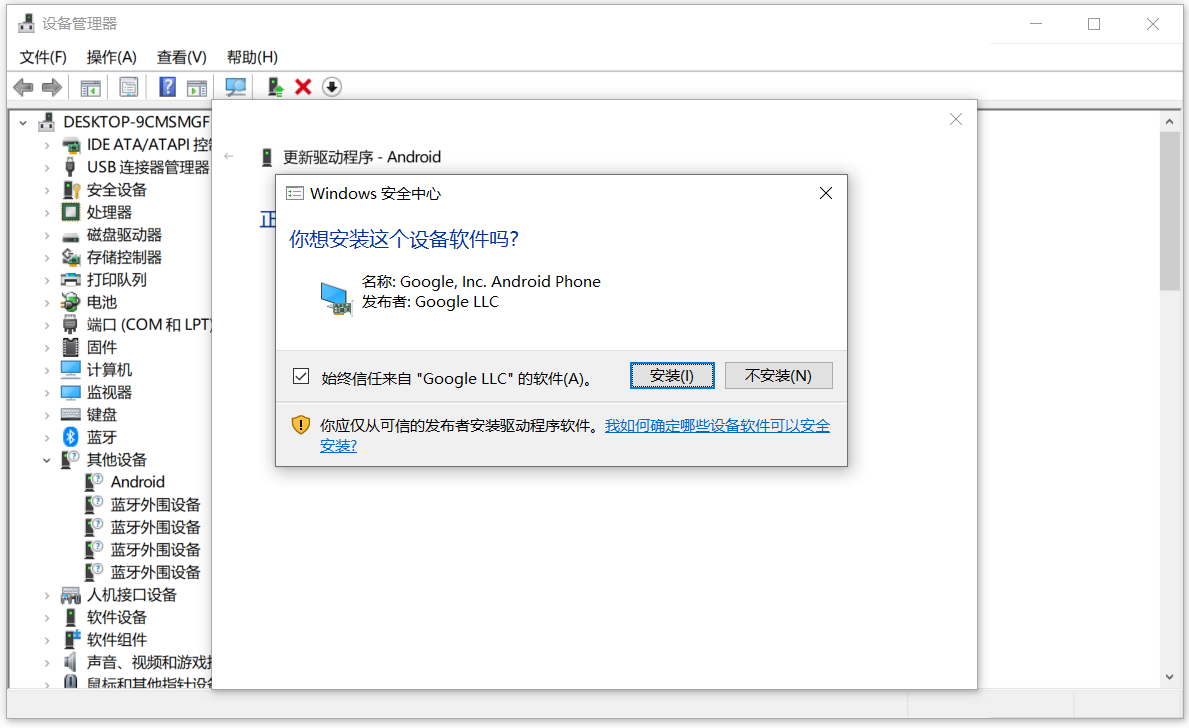 设备管理器
文件(F) 操作(A) 查看(V) 帮助(H)
DESKTOP-9CMSMGF
IDE ATA/ATAPI
USB 连接器管理器
安全设备
处理器
磁盘驱动器
存储控制器
打印队列
电池
端口 (COM 和 LPT)
固件
计算机
监视器
键盘
蓝牙
其他设备
Android
蓝牙外围设备
蓝牙外围设备
蓝牙外围设备
蓝牙外围设备
人机接口设备
软件设备
软件组件
声音、视频和游戏
鼠标和其他指针设备
更新驱动程序 - Android
正
Windows 安全中心
你想安装这个设备软件吗?
名称: Google, Inc. Android Phone
发布者: Google LLC
始终信任来自 "Google LLC" 的软件(A)。
安装(I)
不安装(N)
你应仅从可信的发布者安装驱动程序软件。我如何确定哪些设备软件可以安全
安装?